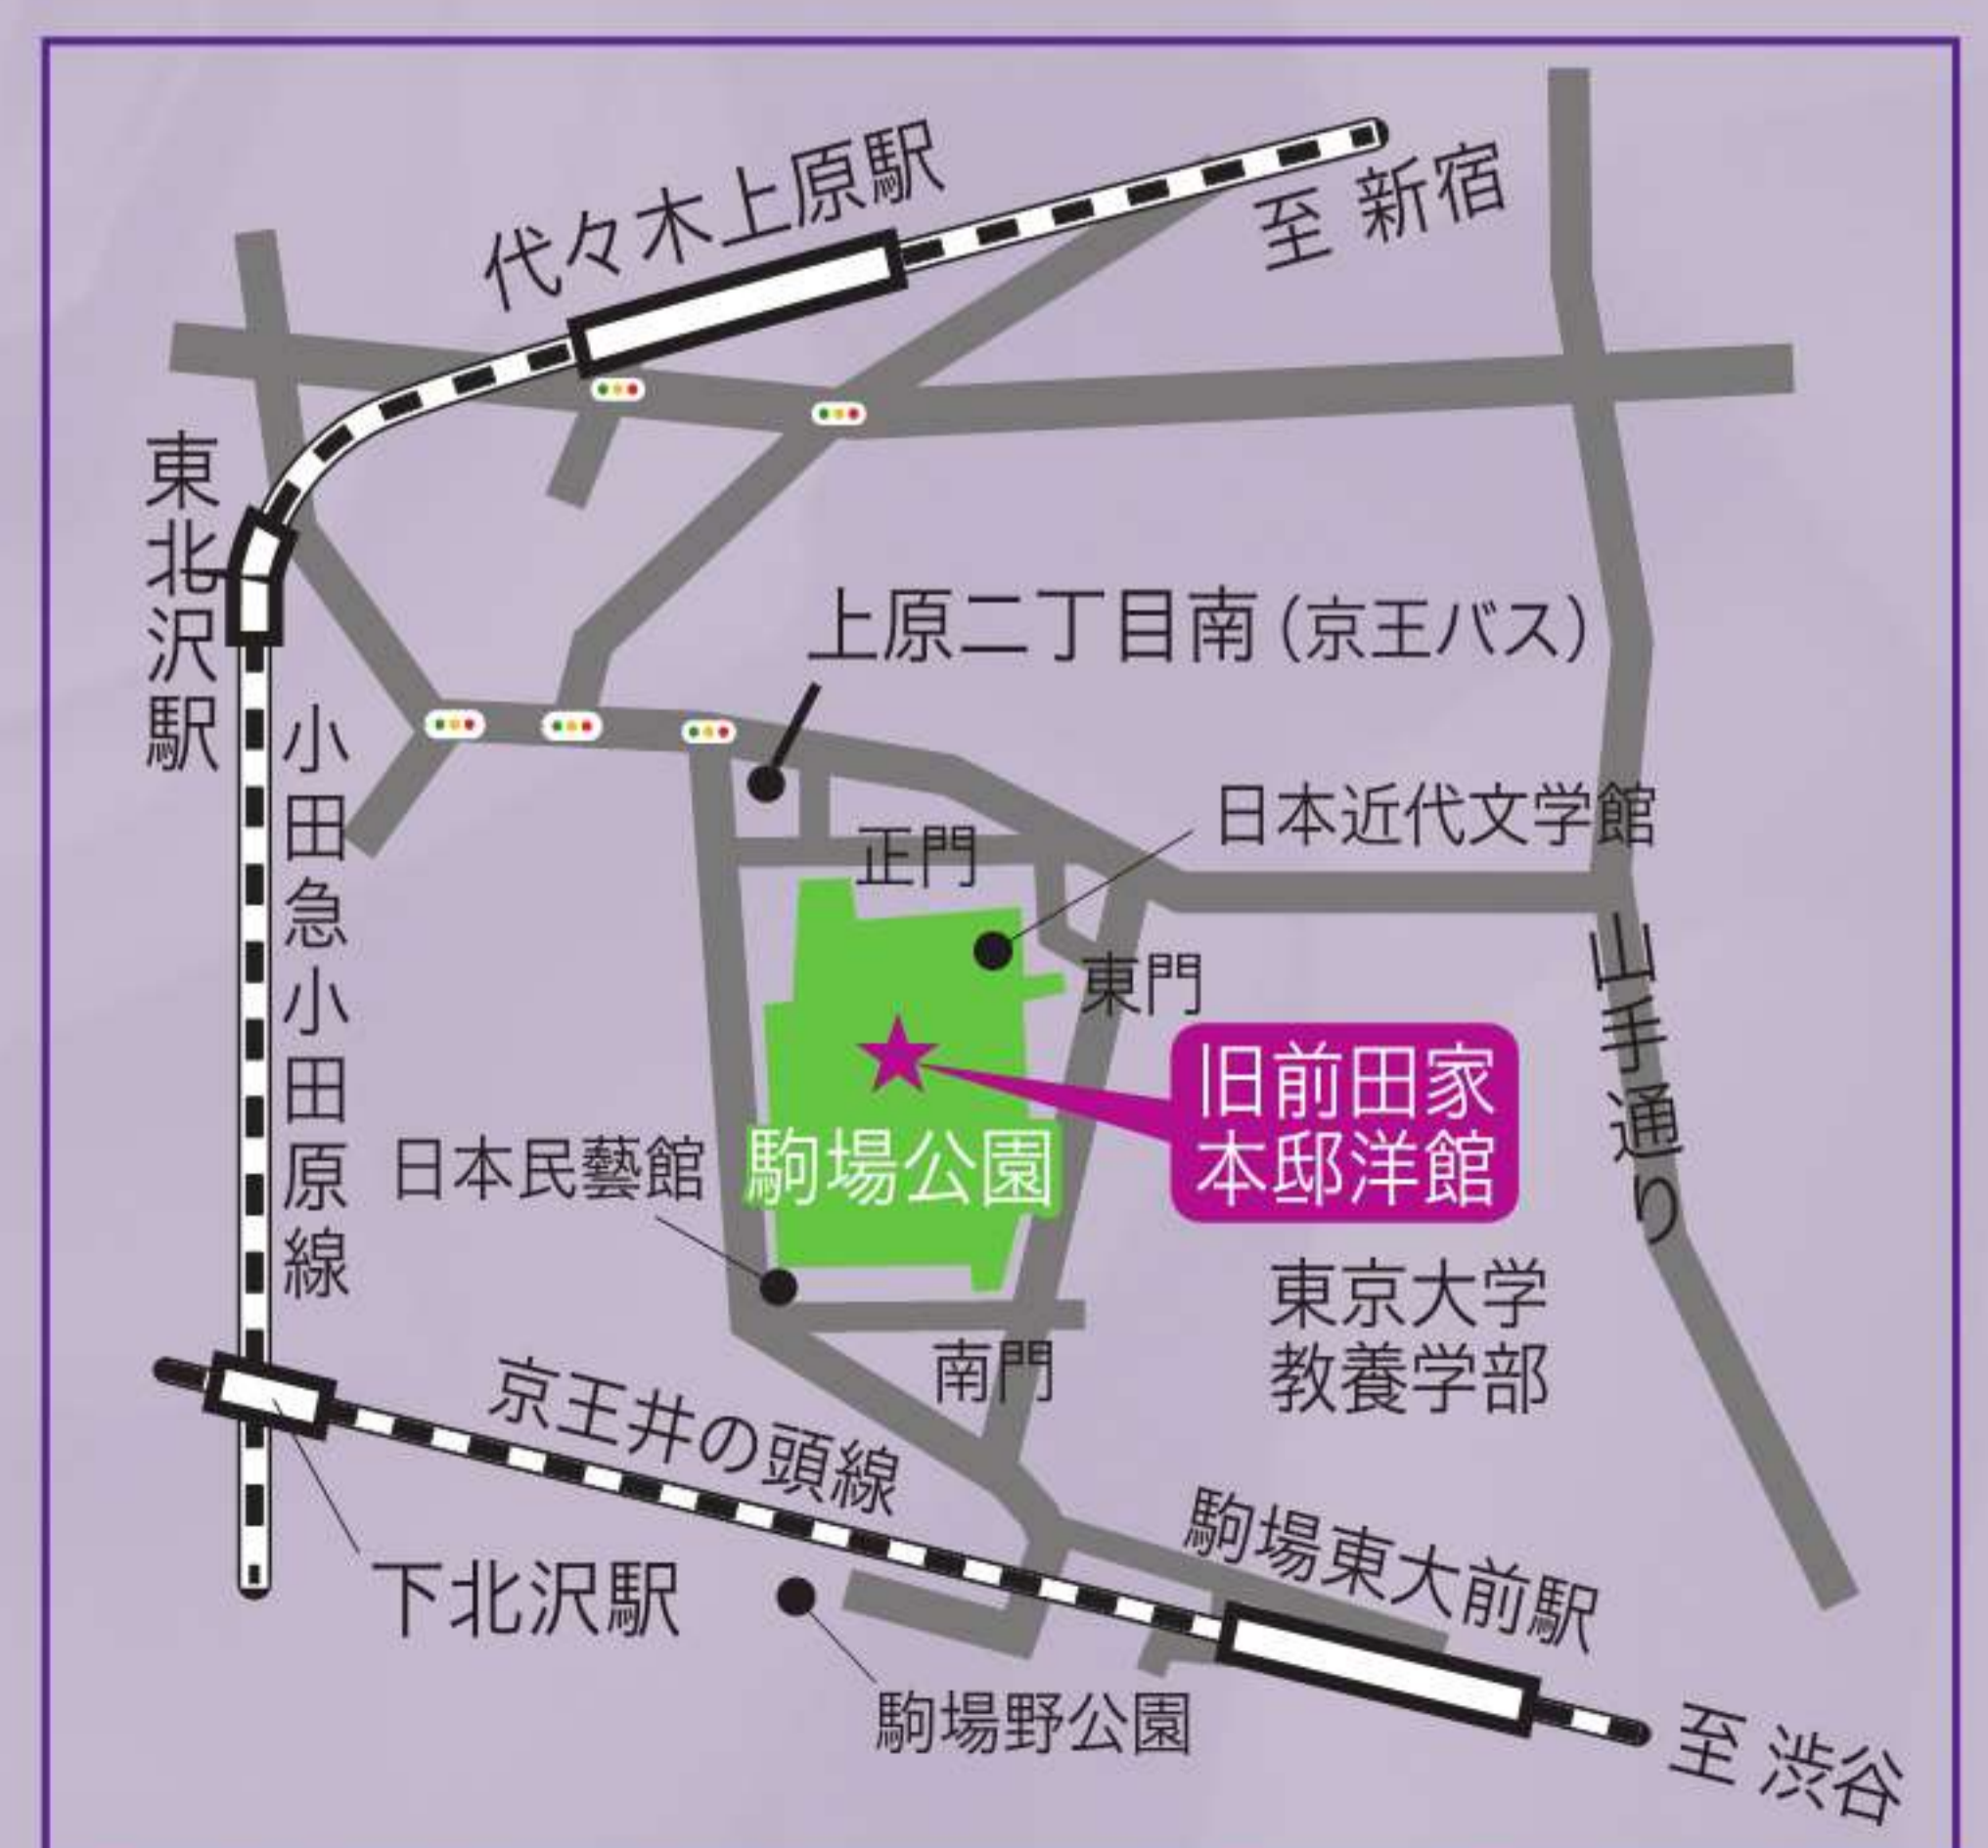 代々木上原駅
至 新宿
東北沢駅
上原二丁目南（京王バス）
小田急小田原線
日本近代文学館
正門
東門
山手通り
旧前田家
本邸洋館
日本民藝館
駒場公園
東京大学
教養学部
南門
京王井の頭線
駒場東大前駅
下北沢駅
駒場野公園
至 渋谷